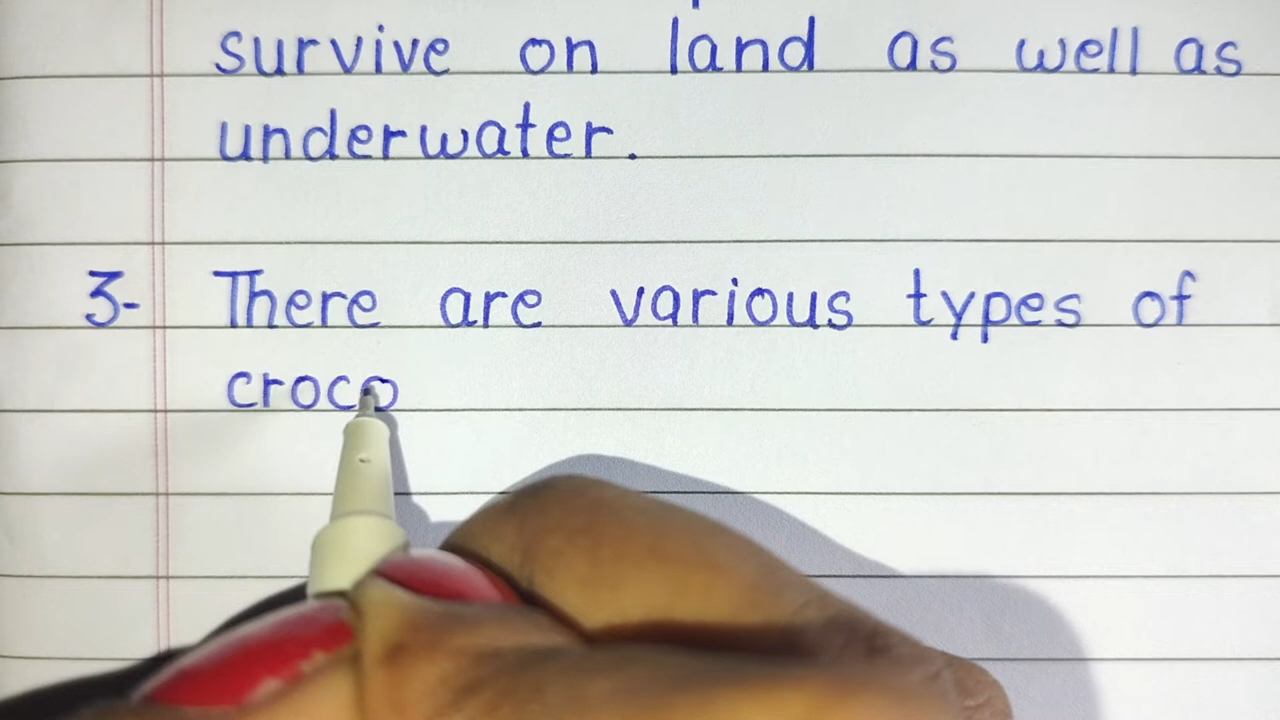 survive on land as well as
underwater.
3- There are various types of
croco